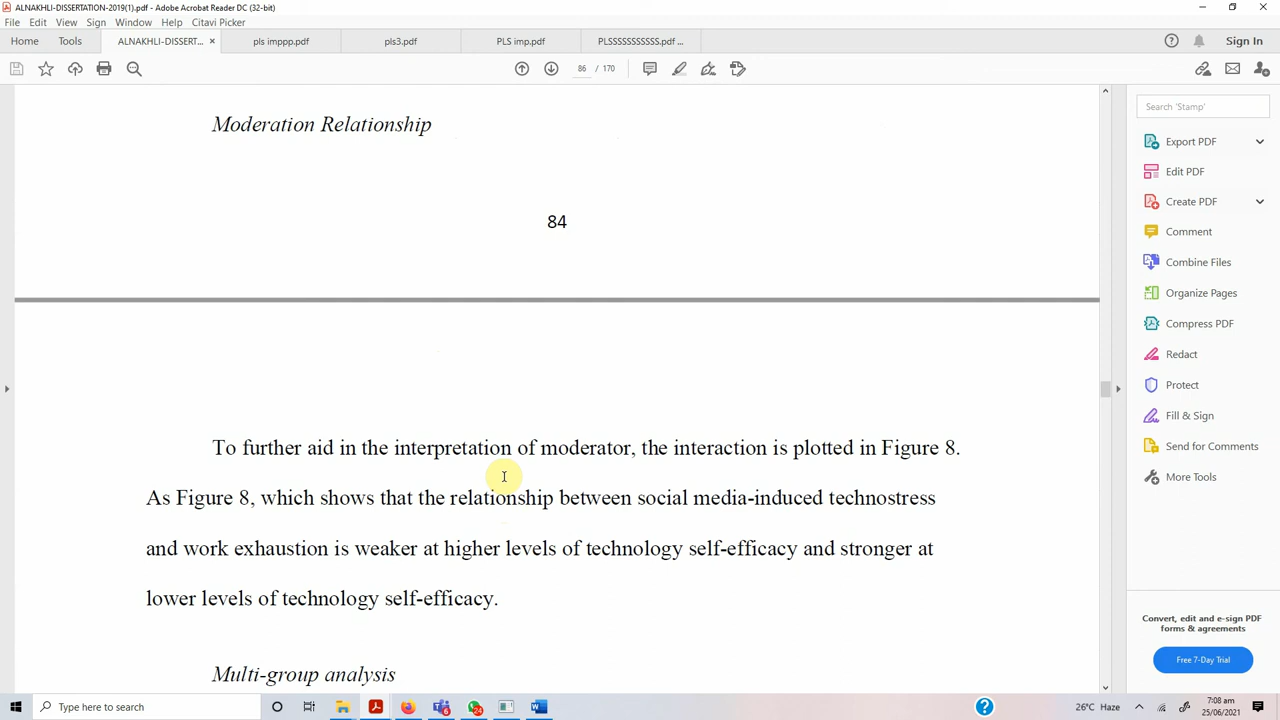 ALNAKHLI-DISSERTATION-2019(1).pdf - Adobe Acrobat Reader DC (32-bit)
File Edit View Sign Window Help Citavi Picker
Home Tools ALNAKHLI-DISSERT... × pls imppp.pdf pls3.pdf PLS imp.pdf PLSSSSSSSSSS.pdf ... Sign In
86 / 170
Search 'Stamp'
Moderation Relationship
84
To further aid in the interpretation of moderator, the interaction is plotted in Figure 8.
As Figure 8, which shows that the relationship between social media-induced technostress
and work exhaustion is weaker at higher levels of technology self-efficacy and stronger at
lower levels of technology self-efficacy.
Multi-group analysis
Export PDF
Edit PDF
Create PDF
Comment
Combine Files
Organize Pages
Compress PDF
Redact
Protect
Fill & Sign
Send for Comments
More Tools
Convert, edit and e-sign PDF
forms & agreements
Free 7-Day Trial
Type here to search
6
24
26°C Haze
7:08 am
25/06/2021